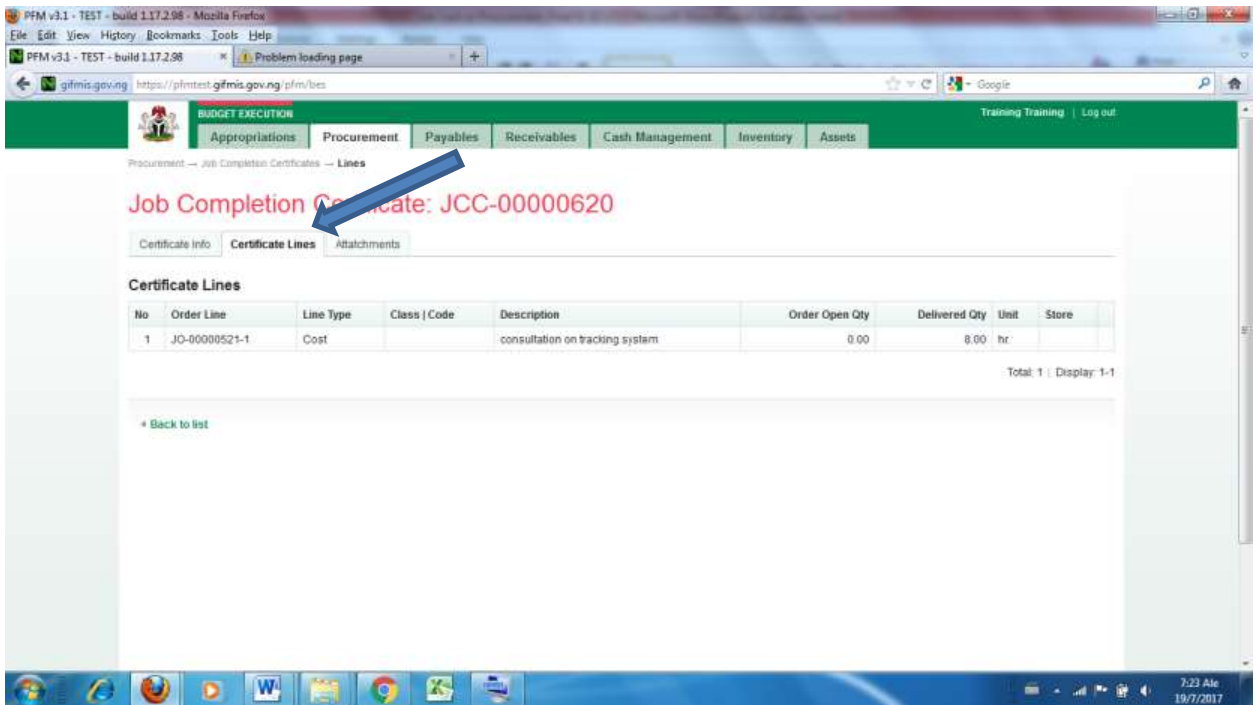 PFM v3.1 - TEST - build 1.17.2.98 - Mozilla Firefox
File Edit View History Bookmarks Tools Help
PFM v3.1 - TEST - build 1.17.2.98 × Problem loading page +
gifmis.gov.ng https://pfmtest.gifmis.gov.ng/pfm/bes Google
BUDGET EXECUTION Training Training | Log out
Appropriations Procurement Payables Receivables Cash Management Inventory Assets
Procurement → Job Completion Certificates → Lines
Job Completion Certificate: JCC-00000620
Certificate Info Certificate Lines Attatchments
Certificate Lines
No Order Line Line Type Class | Code Description Order Open Qty Delivered Qty Unit Store
1 JO-00000521-1 Cost consultation on tracking system 0.00 8.00 hr
Total: 1 | Display: 1-1
« Back to list
7:23 Ale
19/7/2017